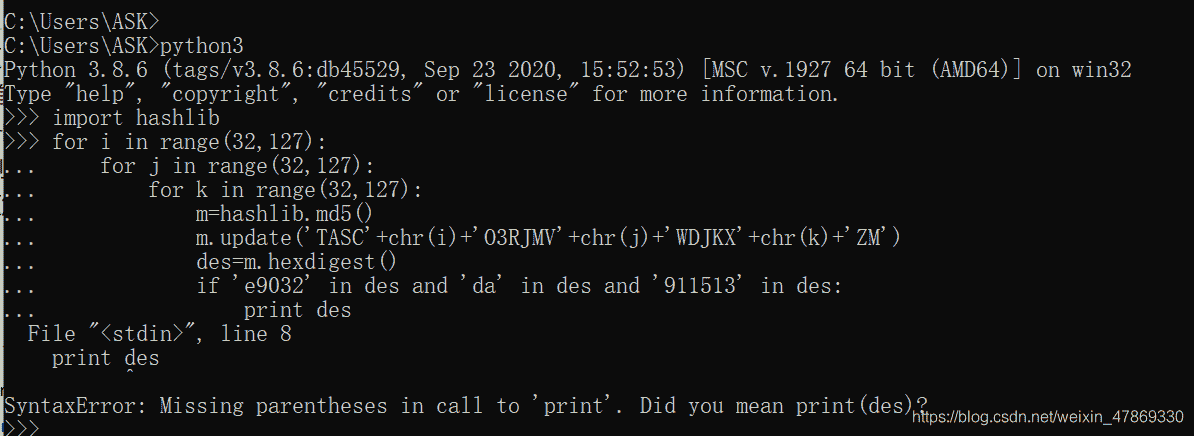 C:\Users\ASK>
C:\Users\ASK>python3
Python 3.8.6 (tags/v3.8.6:db45529, Sep 23 2020, 15:52:53) [MSC v.1927 64 bit (AMD64)] on win32
Type "help", "copyright", "credits" or "license" for more information.
>>> import hashlib
>>> for i in range(32,127):
...     for j in range(32,127):
...         for k in range(32,127):
...             m=hashlib.md5()
...             m.update('TASC'+chr(i)+'O3RJMV'+chr(j)+'WDJKX'+chr(k)+'ZM')
...             des=m.hexdigest()
...             if 'e9032' in des and 'da' in des and '911513' in des:
...                 print des
  File "<stdin>", line 8
    print des
          ^
SyntaxError: Missing parentheses in call to 'print'. Did you mean print(des)?
>>>
https://blog.csdn.net/weixin_47869330